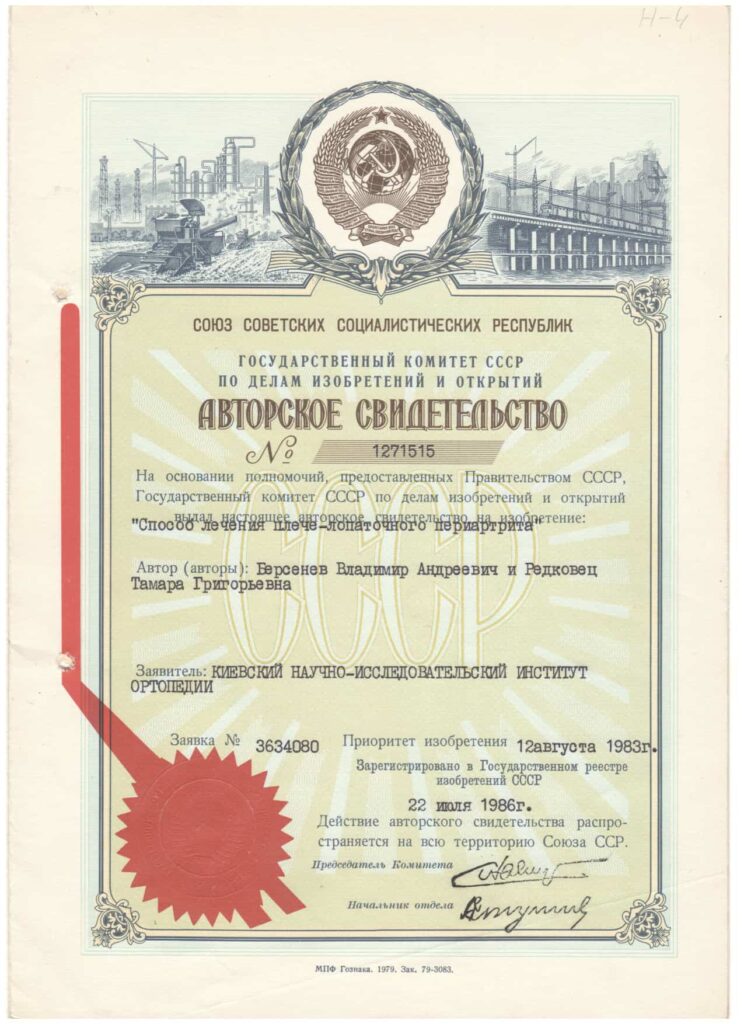 Н-4
СОЮЗ СОВЕТСКИХ СОЦИАЛИСТИЧЕСКИХ РЕСПУБЛИК
ГОСУДАРСТВЕННЫЙ КОМИТЕТ СССР
ПО ДЕЛАМ ИЗОБРЕТЕНИЙ И ОТКРЫТИЙ
АВТОРСКОЕ СВИДЕТЕЛЬСТВО
№ 1271515
На основании полномочий, предоставленных Правительством СССР,
Государственный комитет СССР по делам изобретений и открытий
выдал настоящее авторское свидетельство на изобретение:
"Способ лечения плече-лопаточного периартрита"
Автор (авторы): Берсенев Владимир Андреевич и Редковец
Тамара Григорьевна
СССР
Заявитель: КИЕВСКИЙ НАУЧНО-ИССЛЕДОВАТЕЛЬСКИЙ ИНСТИТУТ
ОРТОПЕДИИ
Заявка № 3634080 Приоритет изобретения 12августа 1983г.
Зарегистрировано в Государственном реестре
изобретений СССР
22 июля 1986г.
Действие авторского свидетельства распро-
страняется на всю территорию Союза ССР.
Председатель Комитета
Начальник отдела
МПФ Гознака. 1979. Зак. 79-3083.